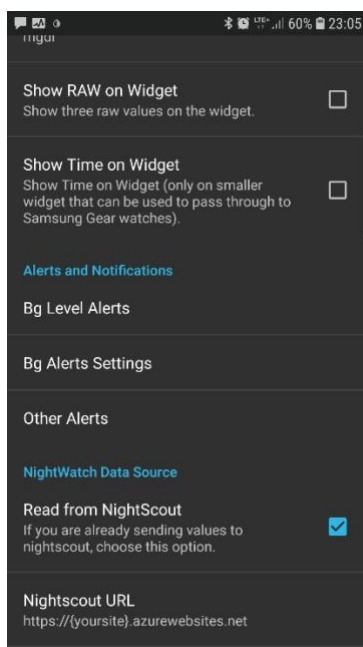 60% 23:05
mgdl
Show RAW on Widget
Show three raw values on the widget.
Show Time on Widget
Show Time on Widget (only on smaller
widget that can be used to pass through to
Samsung Gear watches).
Alerts and Notifications
Bg Level Alerts
Bg Alerts Settings
Other Alerts
NightWatch Data Source
Read from NightScout
If you are already sending values to
nightscout, choose this option.
Nightscout URL
https://{yoursite}.azurewebsites.net